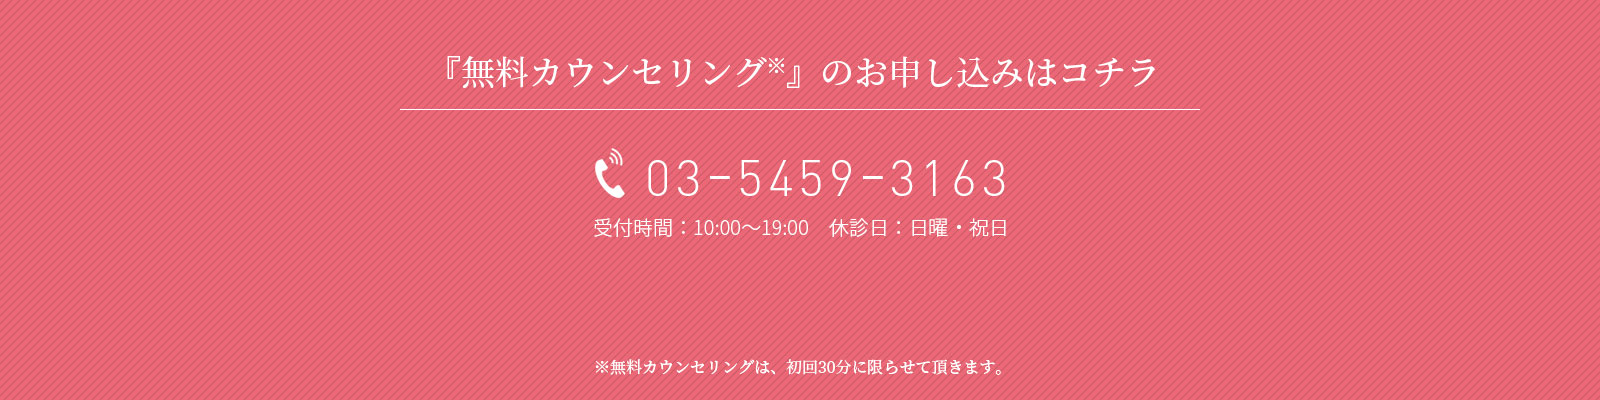 『無料カウンセリング※』のお申し込みはコチラ
03-5459-3163
受付時間：10:00〜19:00　休診日：日曜・祝日
※無料カウンセリングは、初回30分に限らせて頂きます。